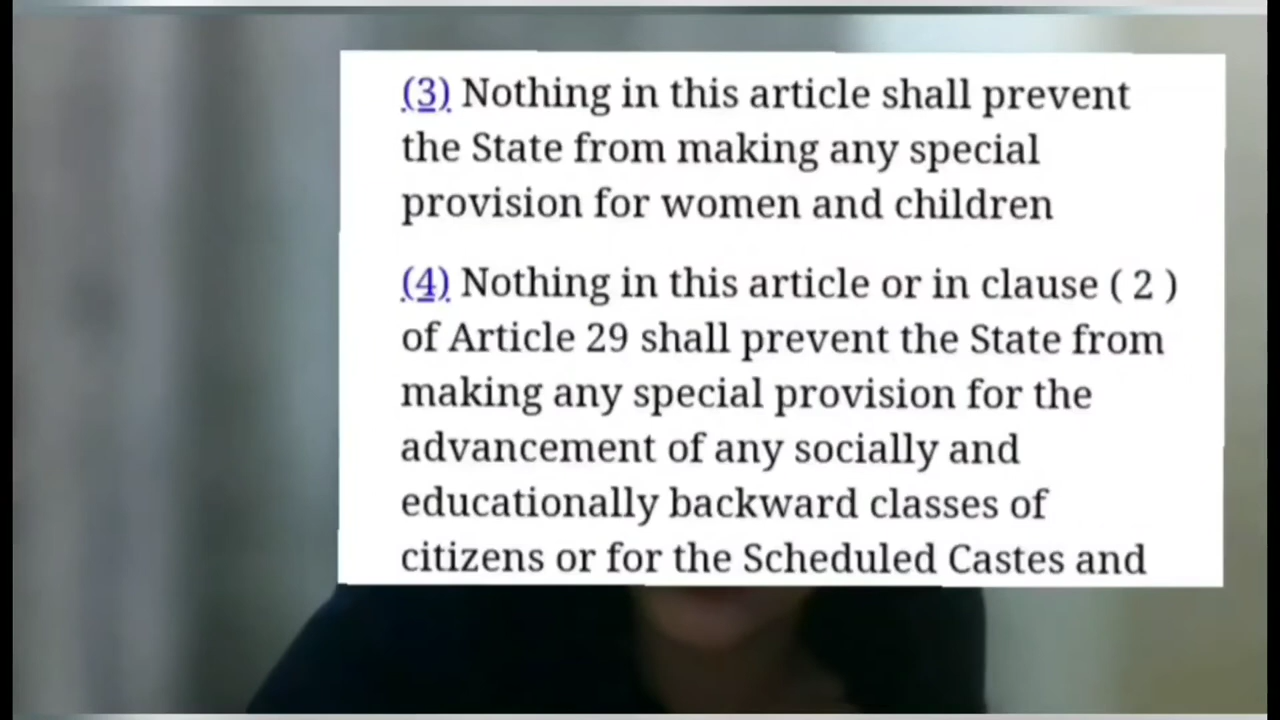 (3) Nothing in this article shall prevent
the State from making any special
provision for women and children
(4) Nothing in this article or in clause ( 2 )
of Article 29 shall prevent the State from
making any special provision for the
advancement of any socially and
educationally backward classes of
citizens or for the Scheduled Castes and